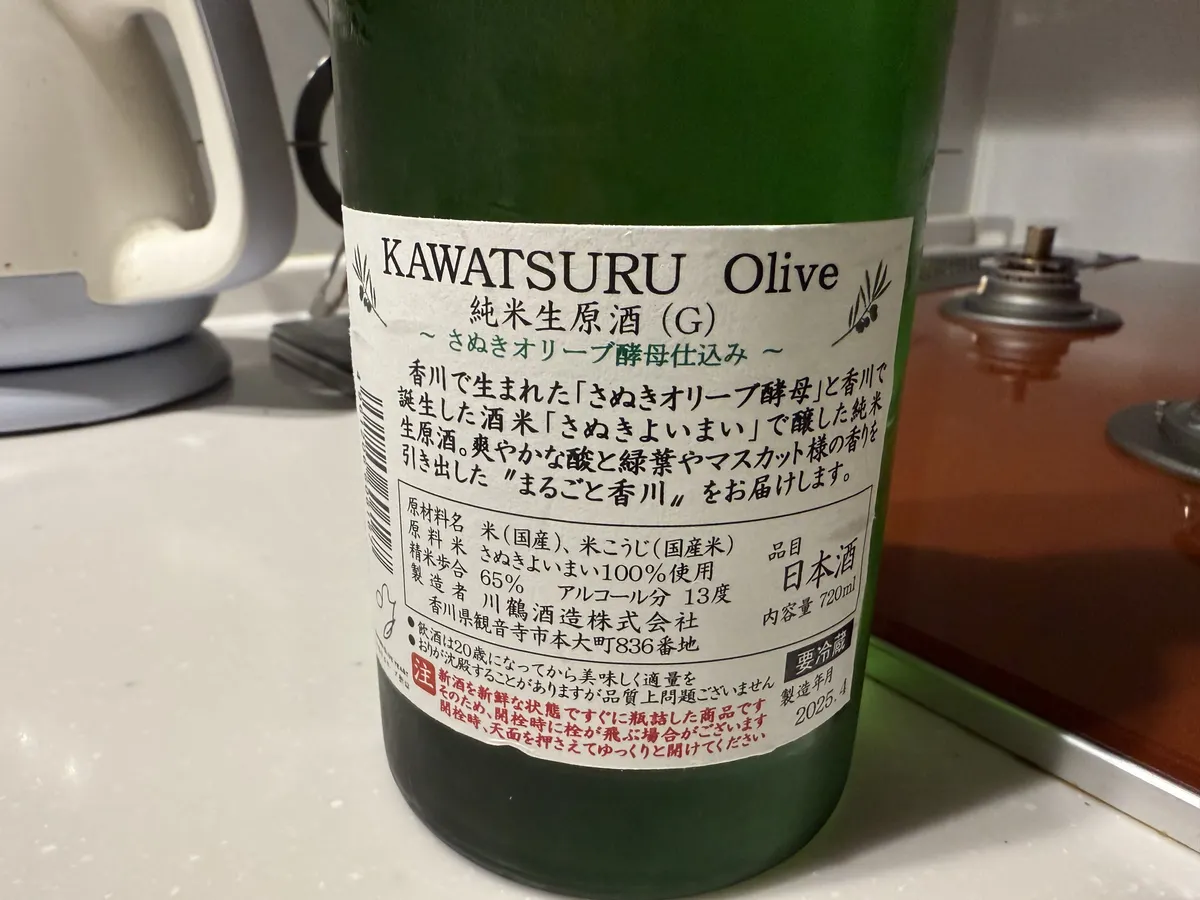 KAWATSURU Olive
純米生原酒（G）
～ さぬきオリーブ酵母仕込み ～
香川で生まれた「さぬきオリーブ酵母」と香川で
誕生した酒米「さぬきよいまい」で醸した純米
生原酒。爽やかな酸と緑葉やマスカット様の香りを
引き出した〝まるごと香川〟をお届けします。
原材料名 米（国産）、米こうじ（国産米）
原料米 さぬきよいまい100％使用
精米歩合 65％ アルコール分 13度
製造者 川鶴酒造株式会社
香川県観音寺市本大町836番地
品目
日本酒
内容量 720ml
●飲酒は20歳になってから美味しく適量を
●おりが沈殿することがありますが品質上問題ございません
要冷蔵
製造年月
2025.4
注
新酒を新鮮な状態ですぐに瓶詰した商品です
そのため、開栓時に栓が飛ぶ場合がございます
開栓時、天面を押さえてゆっくりと開けてください